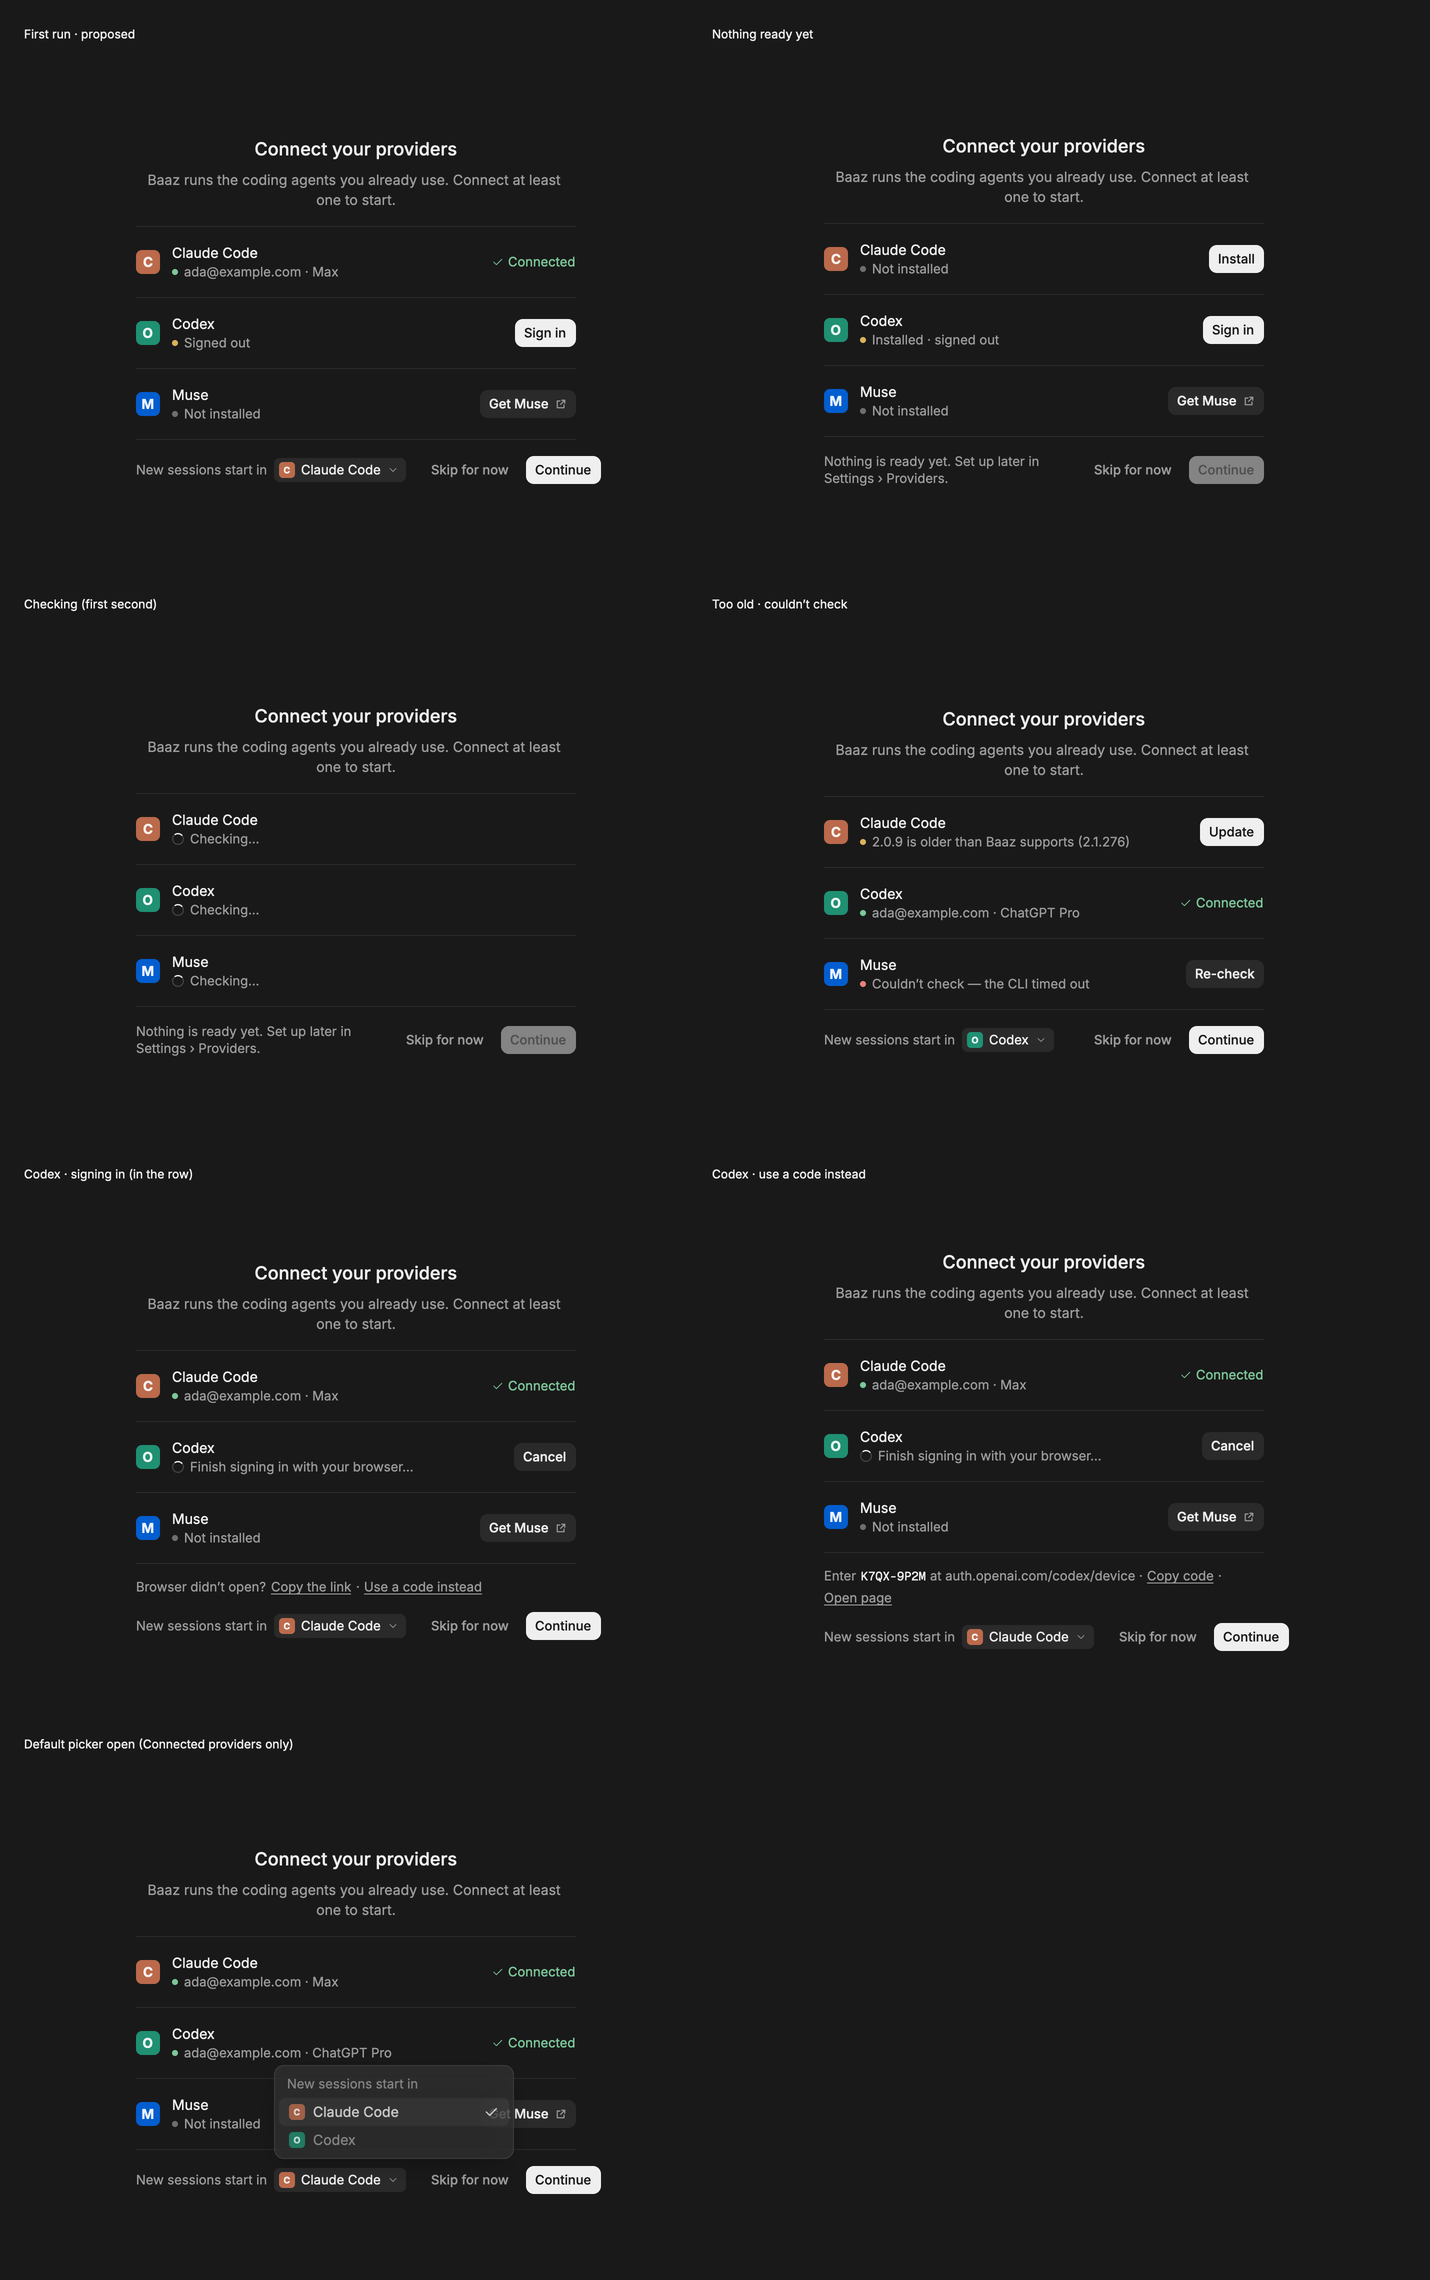 First run · proposed
Connect your providers
Baaz runs the coding agents you already use. Connect at least
one to start.
C
Claude Code
ada@example.com · Max
Connected
O
Codex
Signed out
Sign in
M
Muse
Not installed
Get Muse
New sessions start in
C Claude Code
Skip for now
Continue
Nothing ready yet
Connect your providers
Baaz runs the coding agents you already use. Connect at least
one to start.
C
Claude Code
Not installed
Install
O
Codex
Installed · signed out
Sign in
M
Muse
Not installed
Get Muse
Nothing is ready yet. Set up later in
Settings › Providers.
Skip for now
Continue
Checking (first second)
Connect your providers
Baaz runs the coding agents you already use. Connect at least
one to start.
C
Claude Code
Checking…
O
Codex
Checking…
M
Muse
Checking…
Nothing is ready yet. Set up later in
Settings › Providers.
Skip for now
Continue
Too old · couldn’t check
Connect your providers
Baaz runs the coding agents you already use. Connect at least
one to start.
C
Claude Code
2.0.9 is older than Baaz supports (2.1.276)
Update
O
Codex
ada@example.com · ChatGPT Pro
Connected
M
Muse
Couldn’t check — the CLI timed out
Re-check
New sessions start in
O Codex
Skip for now
Continue
Codex · signing in (in the row)
Connect your providers
Baaz runs the coding agents you already use. Connect at least
one to start.
C
Claude Code
ada@example.com · Max
Connected
O
Codex
Finish signing in with your browser…
Cancel
M
Muse
Not installed
Get Muse
Browser didn’t open? Copy the link · Use a code instead
New sessions start in
C Claude Code
Skip for now
Continue
Codex · use a code instead
Connect your providers
Baaz runs the coding agents you already use. Connect at least
one to start.
C
Claude Code
ada@example.com · Max
Connected
O
Codex
Finish signing in with your browser…
Cancel
M
Muse
Not installed
Get Muse
Enter K7QX-9P2M at auth.openai.com/codex/device · Copy code ·
Open page
New sessions start in
C Claude Code
Skip for now
Continue
Default picker open (Connected providers only)
Connect your providers
Baaz runs the coding agents you already use. Connect at least
one to start.
C
Claude Code
ada@example.com · Max
Connected
O
Codex
ada@example.com · ChatGPT Pro
Connected
M
Muse
Not installed
Get Muse
New sessions start in
C Claude Code
O Codex
New sessions start in
C Claude Code
Skip for now
Continue